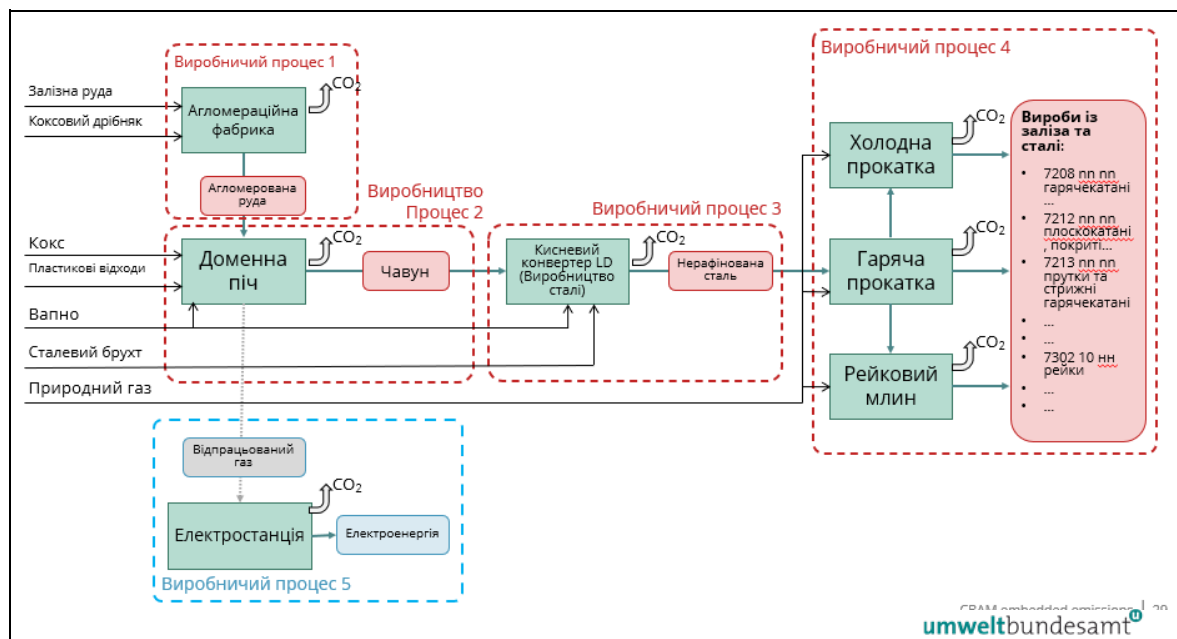 Виробничий процес 1
Залізна руда
Коксовий дрібняк
Агломераційна
фабрика
CO2
Агломерована
руда
Виробництво
Процес 2
Кокс
Пластикові відходи
Вапно
Сталевий брухт
Природний газ
Доменна
піч
CO2
Чавун
Виробничий процес 3
Кисневий
конвертер LD
(Виробництво
сталі)
CO2
Нерафінована
сталь
Виробничий процес 4
Холодна
прокатка
CO2
Гаряча
прокатка
CO2
Рейковий
млин
CO2
Вироби із
заліза та
сталі:
• 7208 nn nn
гарячекатані
...
• 7212 nn nn
плоскокатані
, покриті...
• 7213 nn nn
прутки та
стрижні
гарячекатані
• ...
• ...
• 7302 10 нн
рейки
• ...
• ...
Відпрацьований
газ
Електростанція
CO2
Електроенергія
Виробничий процес 5
CBAM embedded emissions | 29
umweltbundesamtᵘ